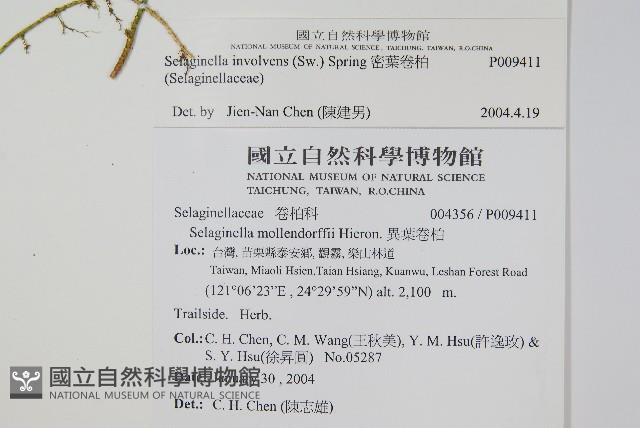 國立自然科學博物館
NATIONAL MUSEUM OF NATURAL SCIENCE, TAICHUNG, TAIWAN, R.O.CHINA
Selaginella involvens (Sw.) Spring 密葉卷柏 P009411
(Selaginellaceae)
Det. by Jien-Nan Chen (陳建男) 2004.4.19
國立自然科學博物館
NATIONAL MUSEUM OF NATURAL SCIENCE
TAICHUNG, TAIWAN, R.O.CHINA
Selaginellaceae 卷柏科 004356 / P009411
Selaginella mollendorffii Hieron. 異葉卷柏
Loc.: 台灣, 苗栗縣泰安鄉, 觀霧, 樂山林道
Taiwan, Miaoli Hsien,Taian Hsiang, Kuanwu, Leshan Forest Road
(121°06'23"E , 24°29'59"N) alt. 2,100 m.
Trailside. Herb.
Col.: C. H. Chen, C. M. Wang(王秋美), Y. M. Hsu(許逸玫) &
S. Y. Hsu(徐昇圓) No.05287
30 , 2004
Det.: C. H. Chen (陳志雄)
國立自然科學博物館
NATIONAL MUSEUM OF NATURAL SCIENCE